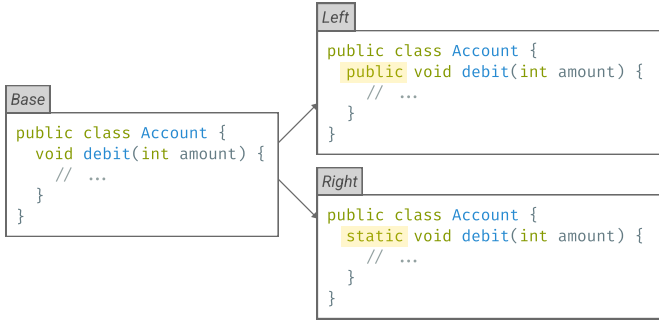 Base
public class Account {
  void debit(int amount) {
    // ...
  }
}
Left
public class Account {
  public void debit(int amount) {
    // ...
  }
}
Right
public class Account {
  static void debit(int amount) {
    // ...
  }
}